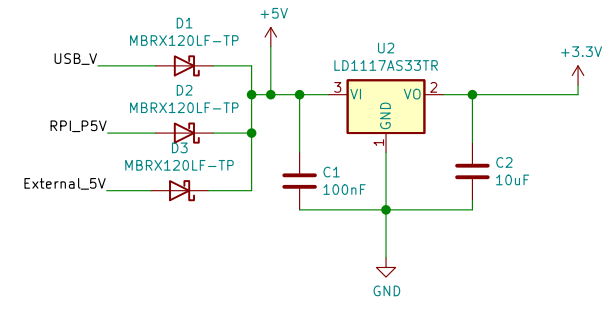 D1
MBRX120LF-TP
USB_V
+5V
U2
LD1117AS33TR
+3.3V
D2
MBRX120LF-TP
3
VI
VO
2
GND
1
RPI_P5V
D3
MBRX120LF-TP
External_5V
C1
100nF
C2
10uF
GND